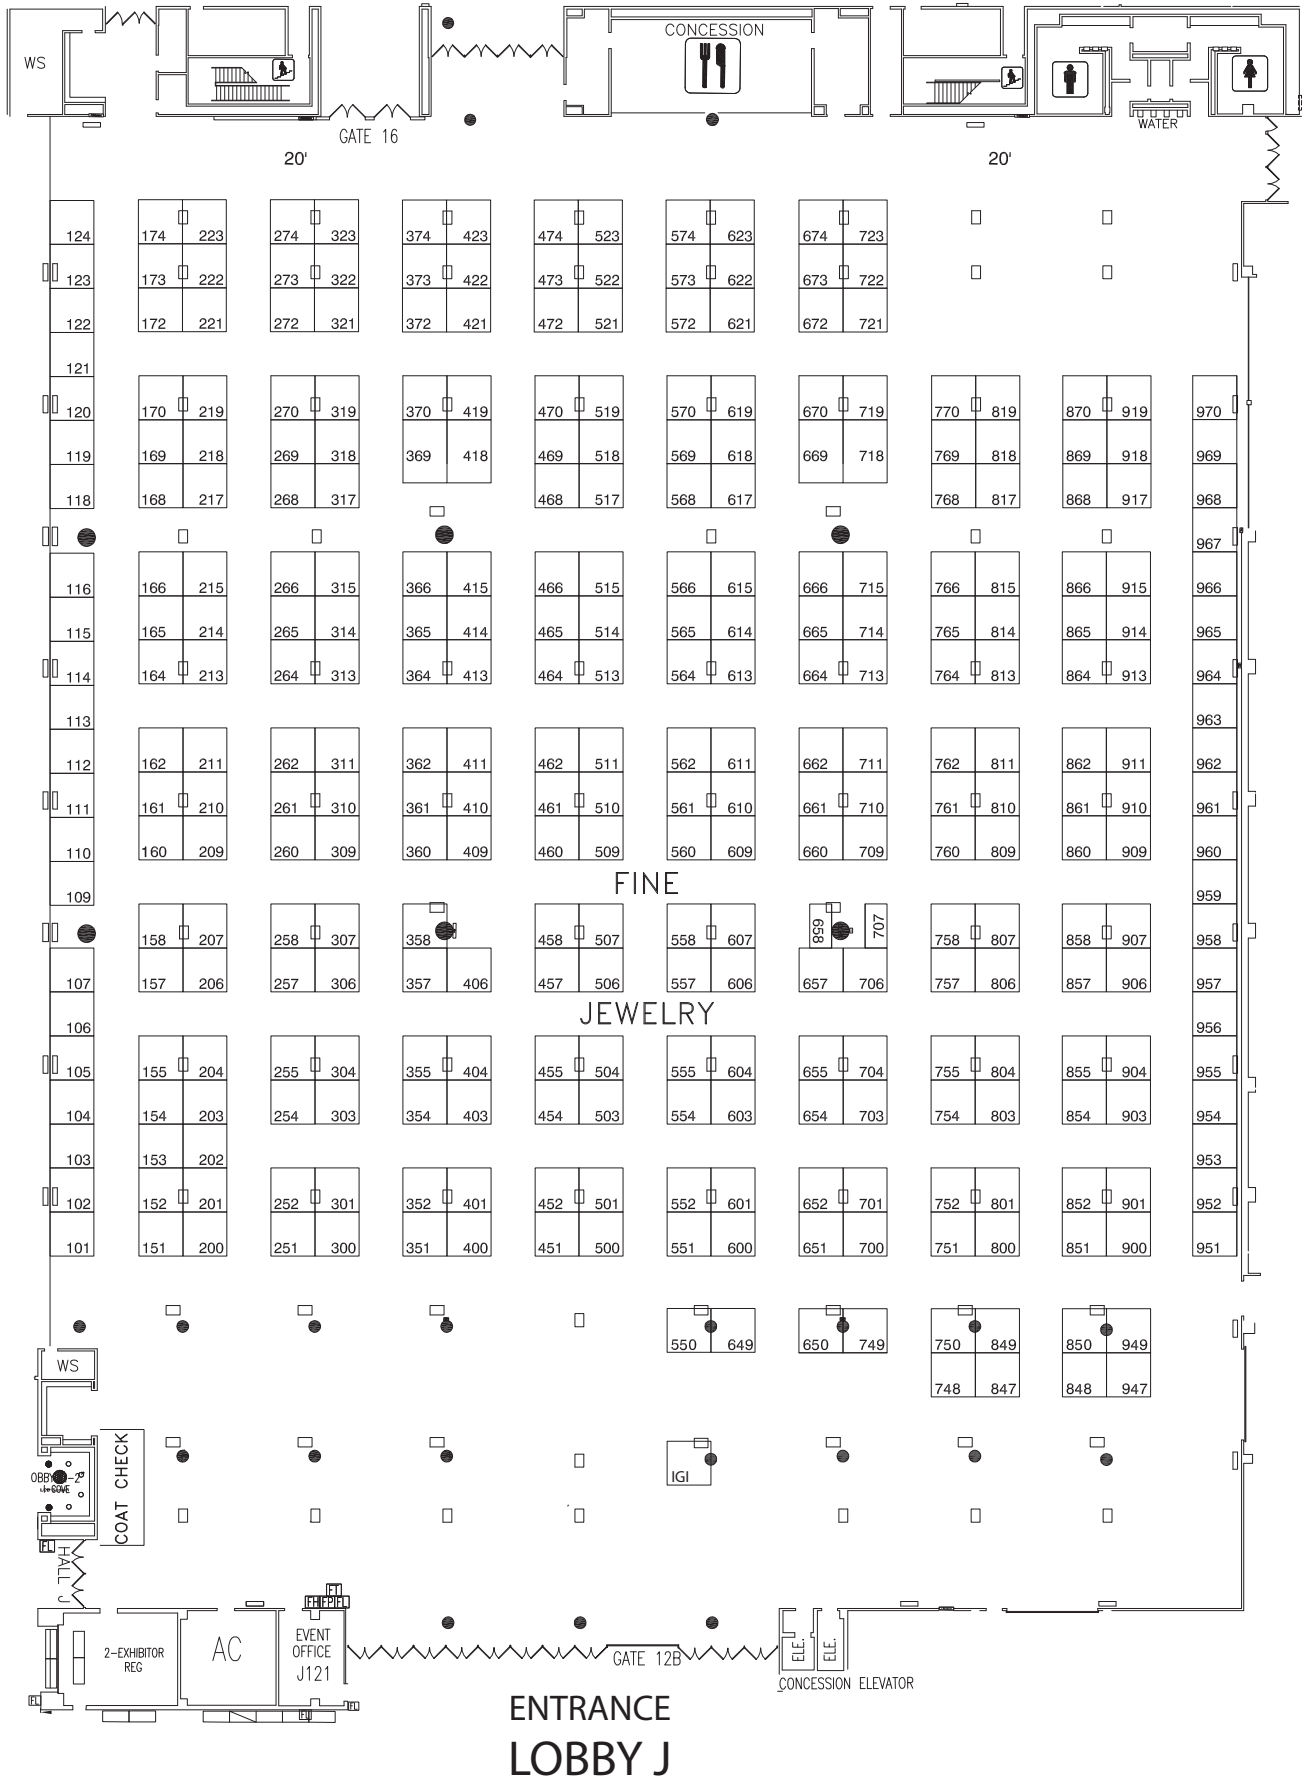 CONCESSION
WS
WATER
GATE 16
20' 20'
124 174 223 274 323 374 423 474 523 574 623 674 723
123 173 222 273 322 373 422 473 522 573 622 673 722
122 172 221 272 321 372 421 472 521 572 621 672 721
121
120 170 219 270 319 370 419 470 519 570 619 670 719 770 819 870 919 970
119 169 218 269 318 369 418 469 518 569 618 669 718 769 818 869 918 969
118 168 217 268 317 468 517 568 617 768 817 868 917 968
967
116 166 215 266 315 366 415 466 515 566 615 666 715 766 815 866 915 966
115 165 214 265 314 365 414 465 514 565 614 665 714 765 814 865 914 965
114 164 213 264 313 364 413 464 513 564 613 664 713 764 813 864 913 964
113 963
112 162 211 262 311 362 411 462 511 562 611 662 711 762 811 862 911 962
111 161 210 261 310 361 410 461 510 561 610 661 710 761 810 861 910 961
110 160 209 260 309 360 409 460 509 560 609 660 709 760 809 860 909 960
FINE
109 959
158 207 258 307 358 458 507 558 607 658 707 758 807 858 907 958
107 157 206 257 306 357 406 457 506 557 606 657 706 757 806 857 906 957
JEWELRY
106 956
105 155 204 255 304 355 404 455 504 555 604 655 704 755 804 855 904 955
104 154 203 254 303 354 403 454 503 554 603 654 703 754 803 854 903 954
103 153 202 953
102 152 201 252 301 352 401 452 501 552 601 652 701 752 801 852 901 952
101 151 200 251 300 351 400 451 500 551 600 651 700 751 800 851 900 951
550 649 650 749 750 849 850 949
WS
748 847 848 947
COAT CHECK
IGI
FL
HALL J
FT
FH FP FL
EVENT
OFFICE
J121
2-EXHIBITOR
REG
AC
GATE 12B
ELE. ELE.
CONCESSION ELEVATOR
FL
FL
FL
ENTRANCE
LOBBY J